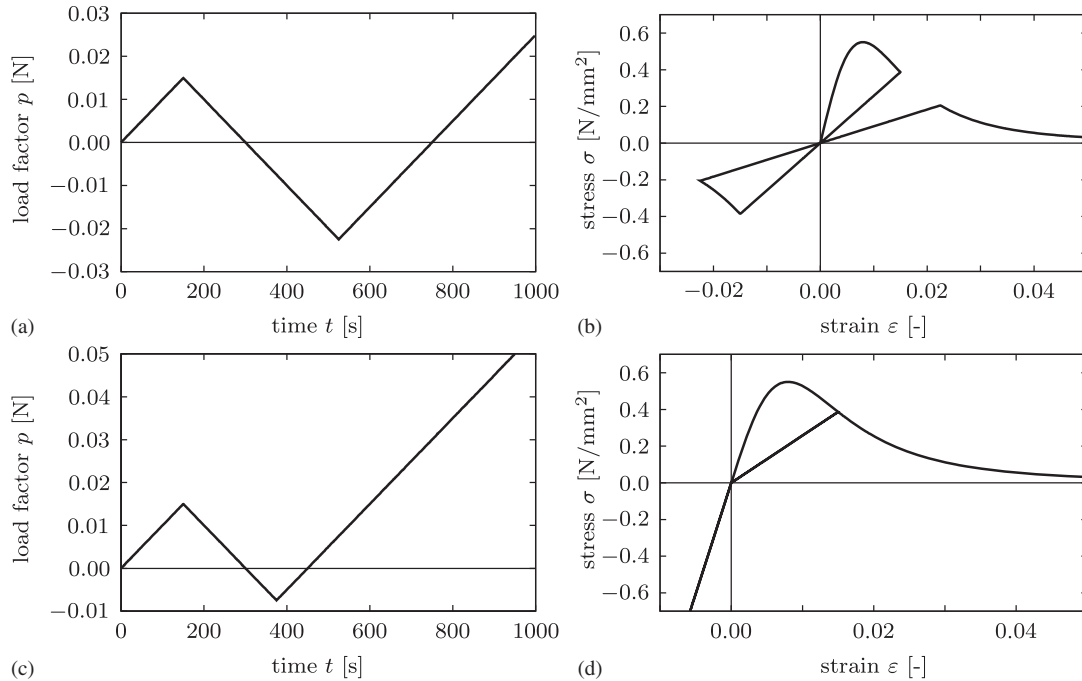 0.03
0.02
0.01
0.00
−0.01
−0.02
−0.03
load factor p [N]
0 200 400 600 800 1000
(a) time t [s]
0.6
0.4
0.2
0.0
−0.2
−0.4
−0.6
stress σ [N/mm²]
−0.02 0.00 0.02 0.04
(b) strain ε [-]
0.05
0.04
0.03
0.02
0.01
0.00
−0.01
load factor p [N]
0 200 400 600 800 1000
(c) time t [s]
0.6
0.4
0.2
0.0
−0.2
−0.4
−0.6
stress σ [N/mm²]
0.00 0.02 0.04
(d) strain ε [-]